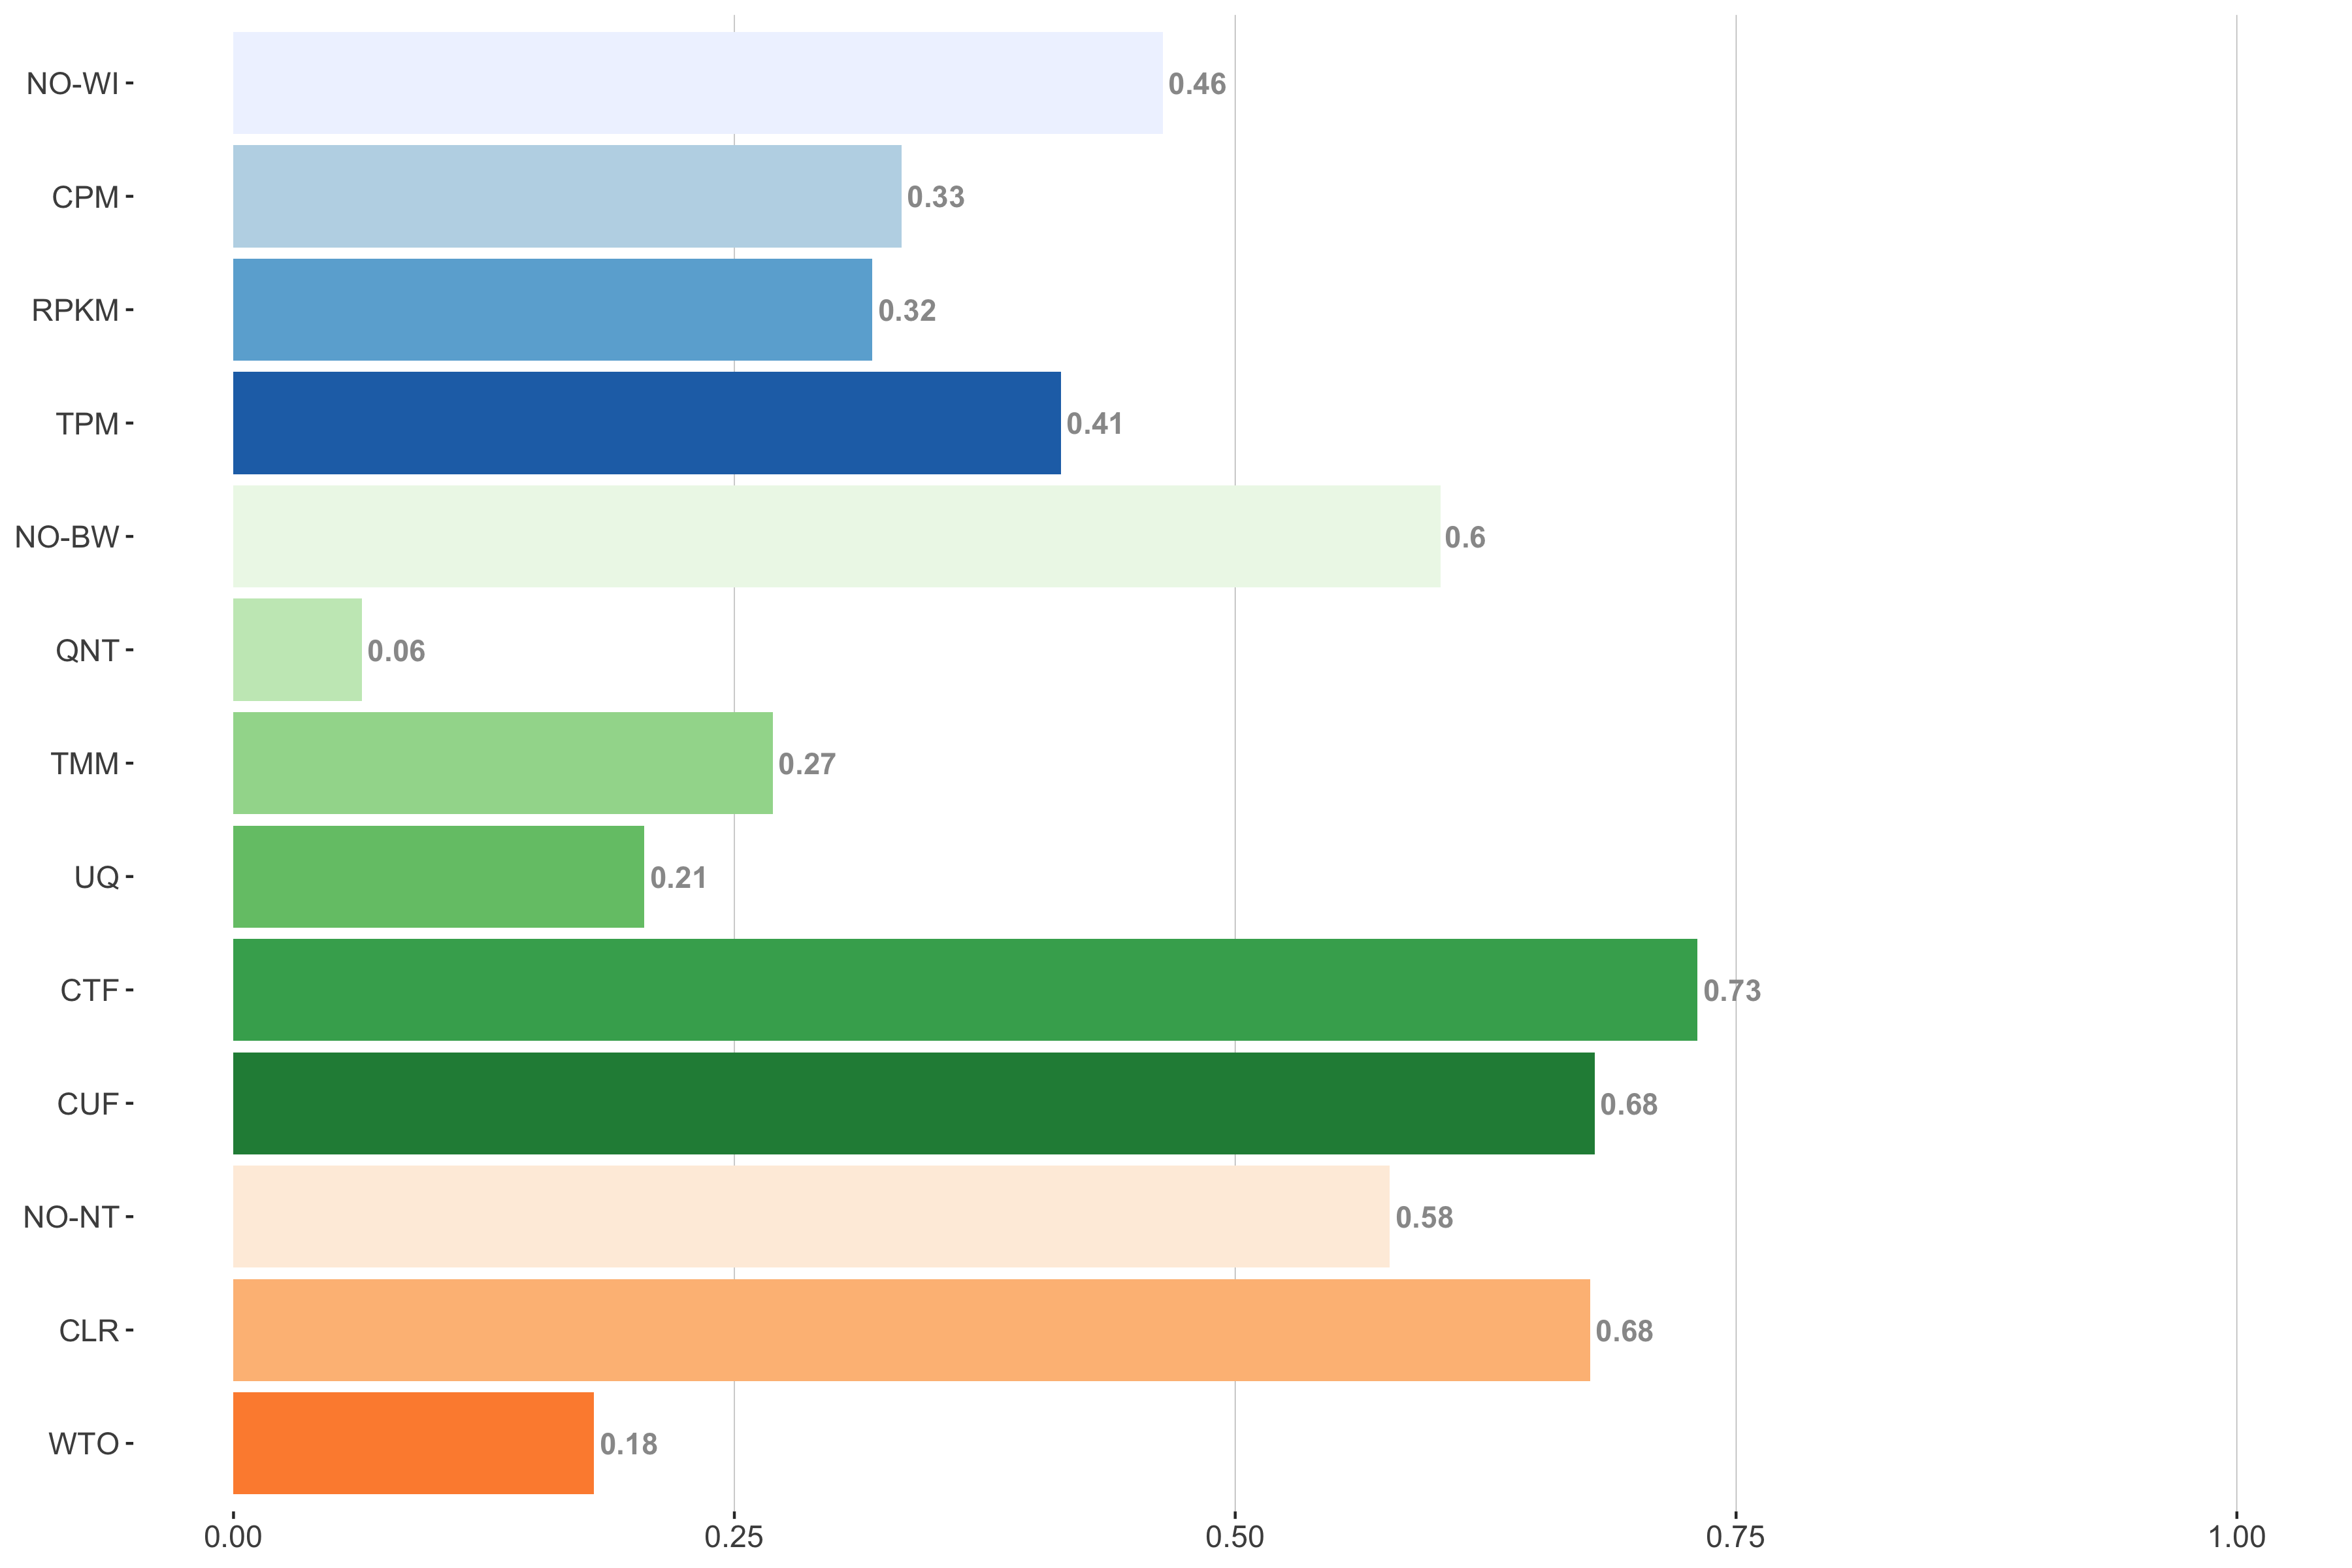 NO-WI 0.46
CPM 0.33
RPKM 0.32
TPM 0.41
NO-BW 0.6
QNT 0.06
TMM 0.27
UQ 0.21
CTF 0.73
CUF 0.68
NO-NT 0.58
CLR 0.68
WTO 0.18
0.00 0.25 0.50 0.75 1.00